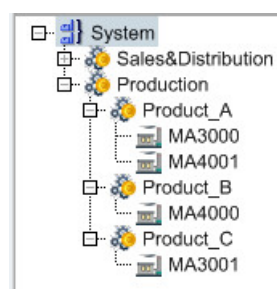 System
Sales&Distribution
Production
Product_A
MA3000
MA4001
Product_B
MA4000
Product_C
MA3001